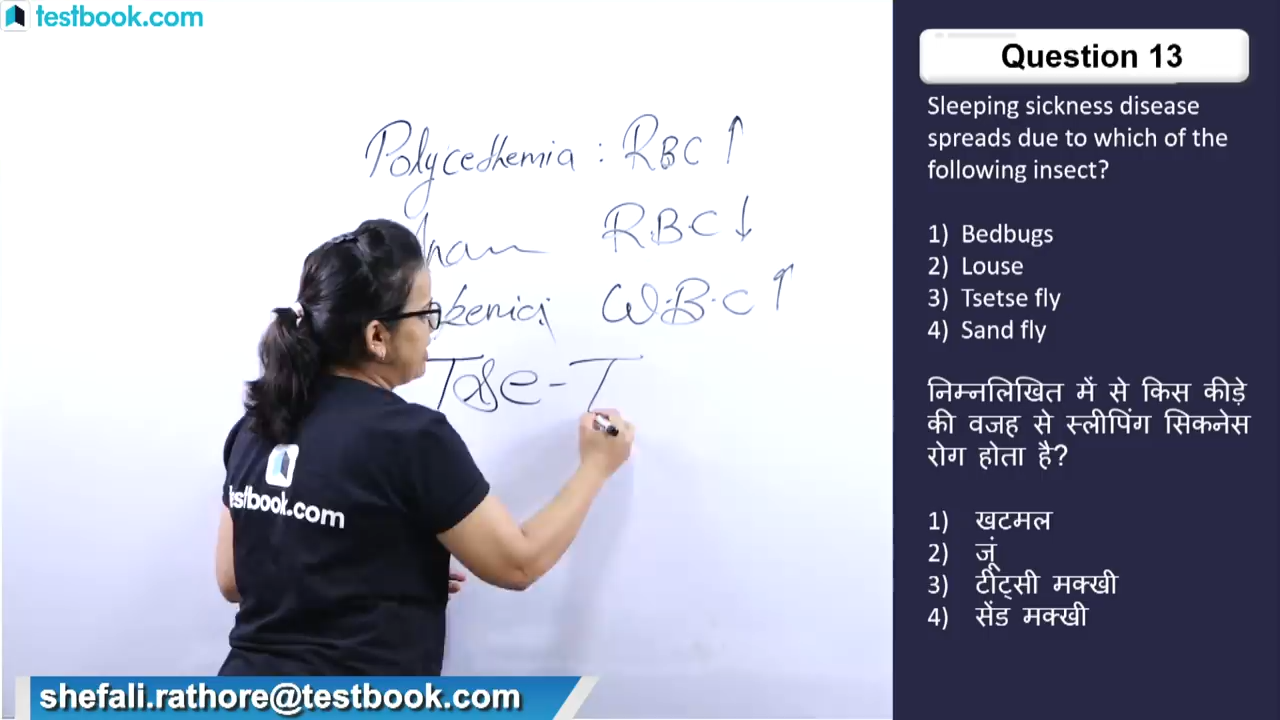 testbook.com
Polycethemia : RBC ↑
RBC ↓
W.B.C ↑
testbook.com
shefali.rathore@testbook.com
Question 13
Sleeping sickness disease
spreads due to which of the
following insect?
1) Bedbugs
2) Louse
3) Tsetse fly
4) Sand fly
निम्नलिखित में से किस कीड़े
की वजह से स्लीपिंग सिकनेस
रोग होता है?
1) खटमल
2) जूं
3) टीट्सी मक्खी
4) सेंड मक्खी